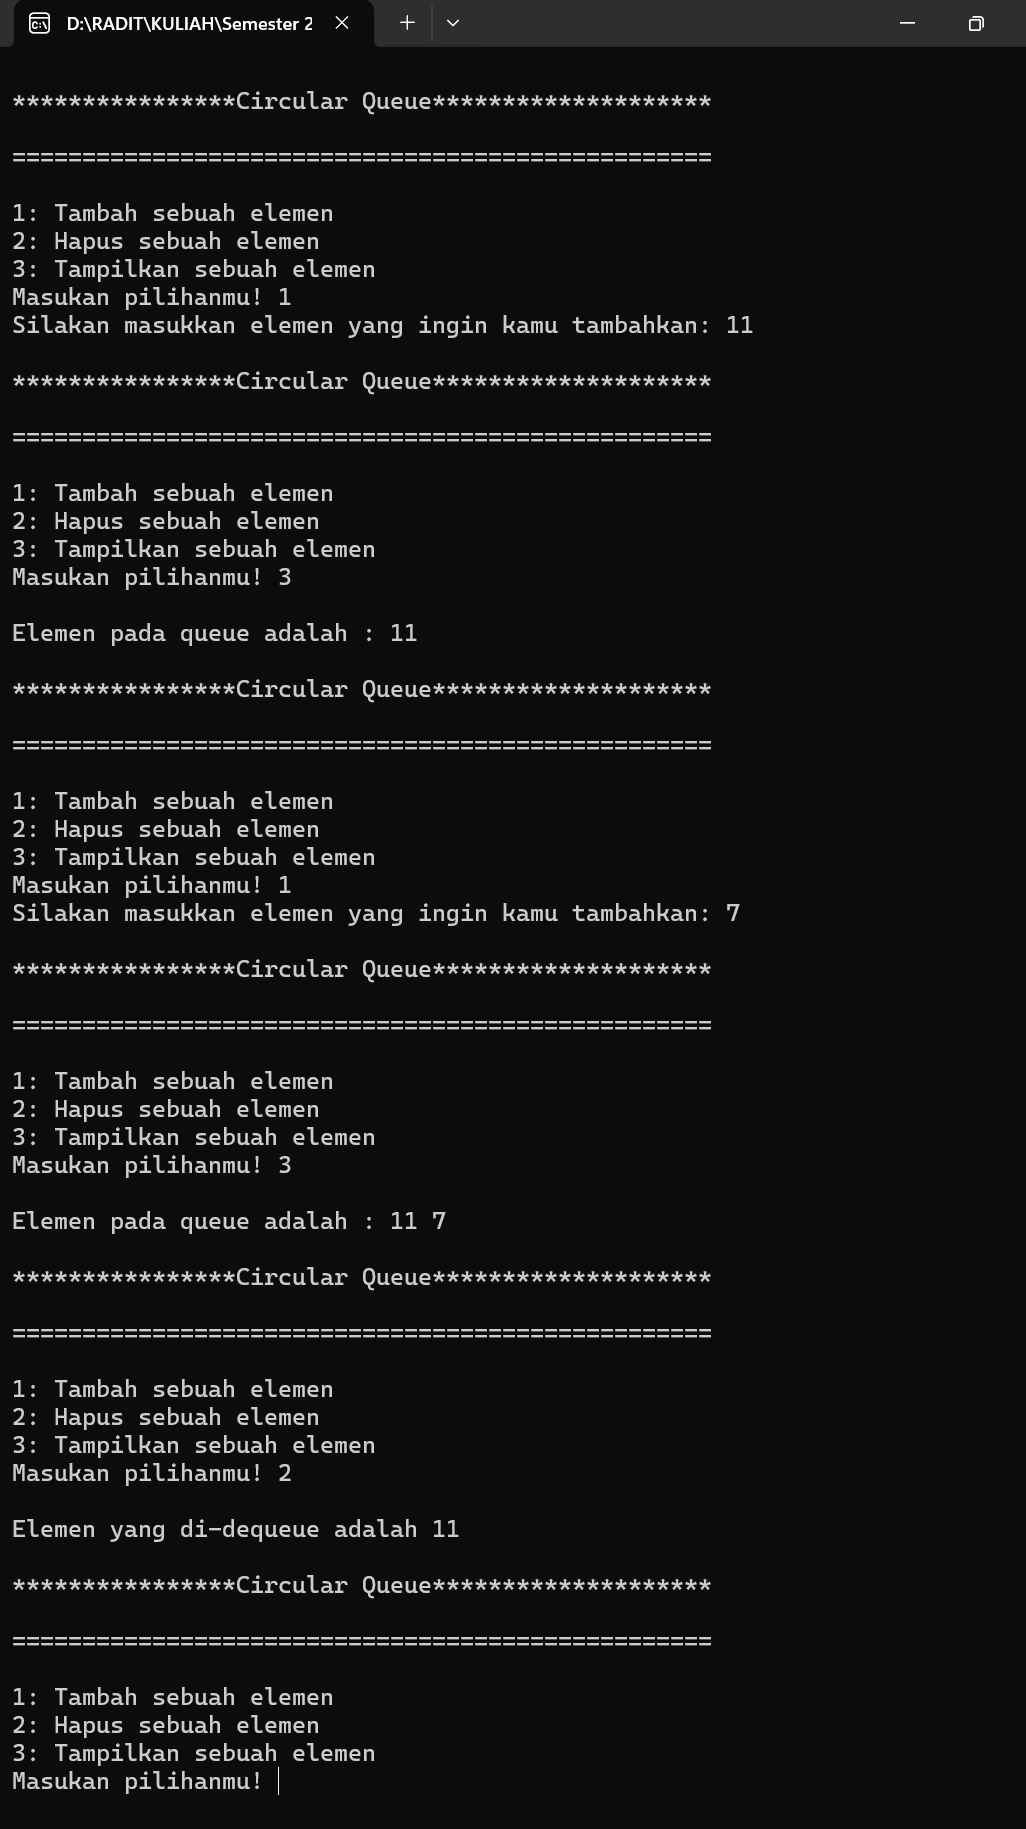 D:\RADIT\KULIAH\Semester 2
****************Circular Queue********************
==================================================
1: Tambah sebuah elemen
2: Hapus sebuah elemen
3: Tampilkan sebuah elemen
Masukan pilihanmu! 1
Silakan masukkan elemen yang ingin kamu tambahkan: 11
****************Circular Queue********************
==================================================
1: Tambah sebuah elemen
2: Hapus sebuah elemen
3: Tampilkan sebuah elemen
Masukan pilihanmu! 3
Elemen pada queue adalah : 11
****************Circular Queue********************
==================================================
1: Tambah sebuah elemen
2: Hapus sebuah elemen
3: Tampilkan sebuah elemen
Masukan pilihanmu! 1
Silakan masukkan elemen yang ingin kamu tambahkan: 7
****************Circular Queue********************
==================================================
1: Tambah sebuah elemen
2: Hapus sebuah elemen
3: Tampilkan sebuah elemen
Masukan pilihanmu! 3
Elemen pada queue adalah : 11 7
****************Circular Queue********************
==================================================
1: Tambah sebuah elemen
2: Hapus sebuah elemen
3: Tampilkan sebuah elemen
Masukan pilihanmu! 2
Elemen yang di-dequeue adalah 11
****************Circular Queue********************
==================================================
1: Tambah sebuah elemen
2: Hapus sebuah elemen
3: Tampilkan sebuah elemen
Masukan pilihanmu!